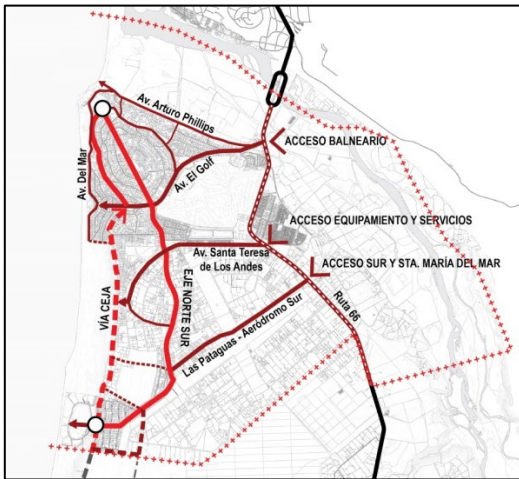 Av. Arturo Phillips
ACCESO BALNEARIO
Av. El Golf
Av. Del Mar
ACCESO EQUIPAMIENTO Y SERVICIOS
Av. Santa Teresa
de Los Andes
ACCESO SUR Y STA. MARÍA DEL MAR
EJE NORTE SUR
VÍA CEJA
Ruta 66
Las Pataguas - Aeródromo Sur